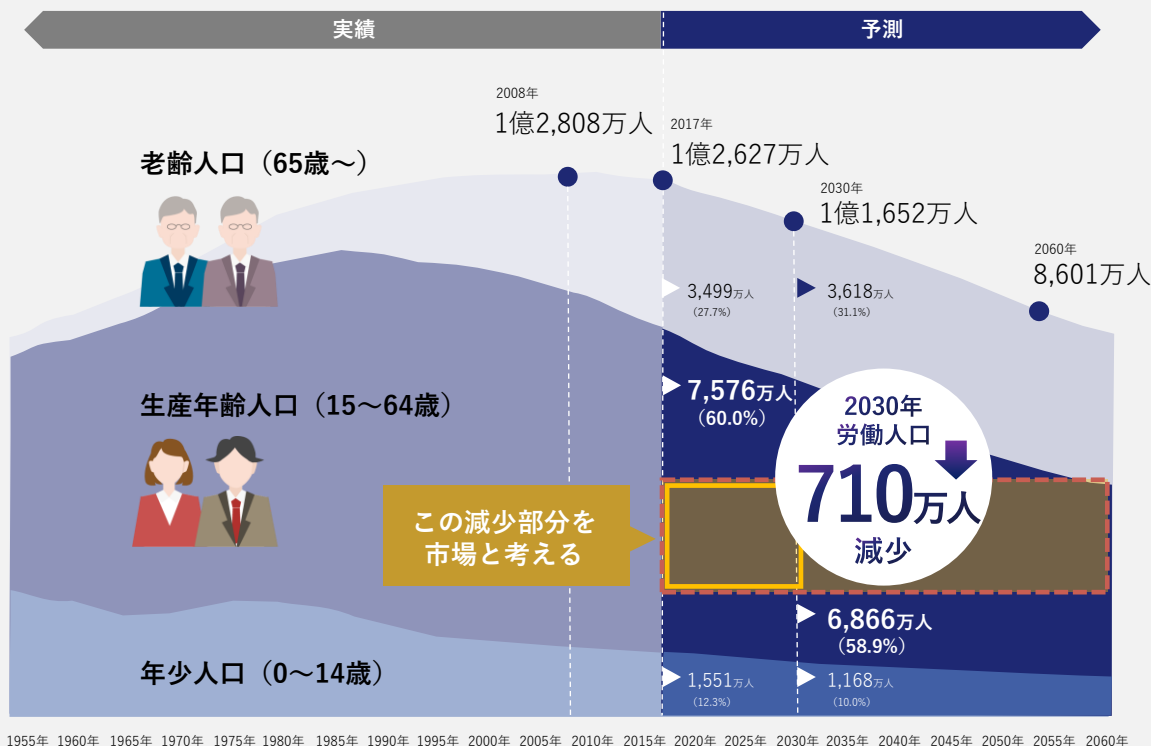 実績
予測
2008年
1億2,808万人
2017年
1億2,627万人
2030年
1億1,652万人
2060年
8,601万人
老齢人口（65歳〜）
3,499万人
（27.7%）
3,618万人
（31.1%）
生産年齢人口（15〜64歳）
7,576万人
（60.0%）
2030年
労働人口
710万人
減少
この減少部分を
市場と考える
6,866万人
（58.9%）
年少人口（0〜14歳）
1,551万人
（12.3%）
1,168万人
（10.0%）
1955年 1960年 1965年 1970年 1975年 1980年 1985年 1990年 1995年 2000年 2005年 2010年 2015年 2020年 2025年 2030年 2035年 2040年 2045年 2050年 2055年 2060年